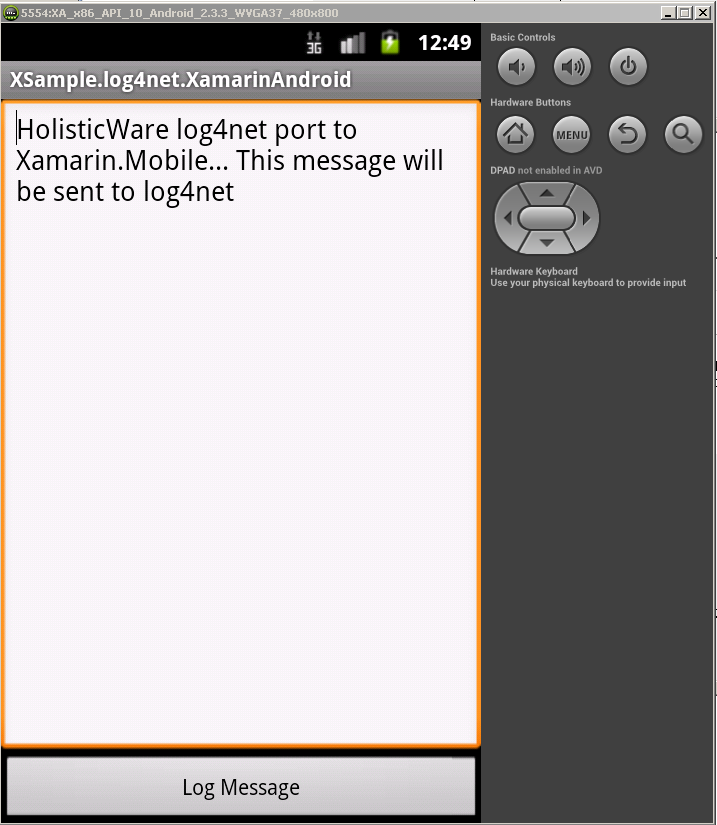 5554:XA_x86_API_10_Android_2.3.3_WVGA37_480x800
3G
12:49
XSample.log4net.XamarinAndroid
HolisticWare log4net port to
Xamarin.Mobile... This message will
be sent to log4net
Log Message
Basic Controls
Hardware Buttons
MENU
DPAD not enabled in AVD
Hardware Keyboard
Use your physical keyboard to provide input